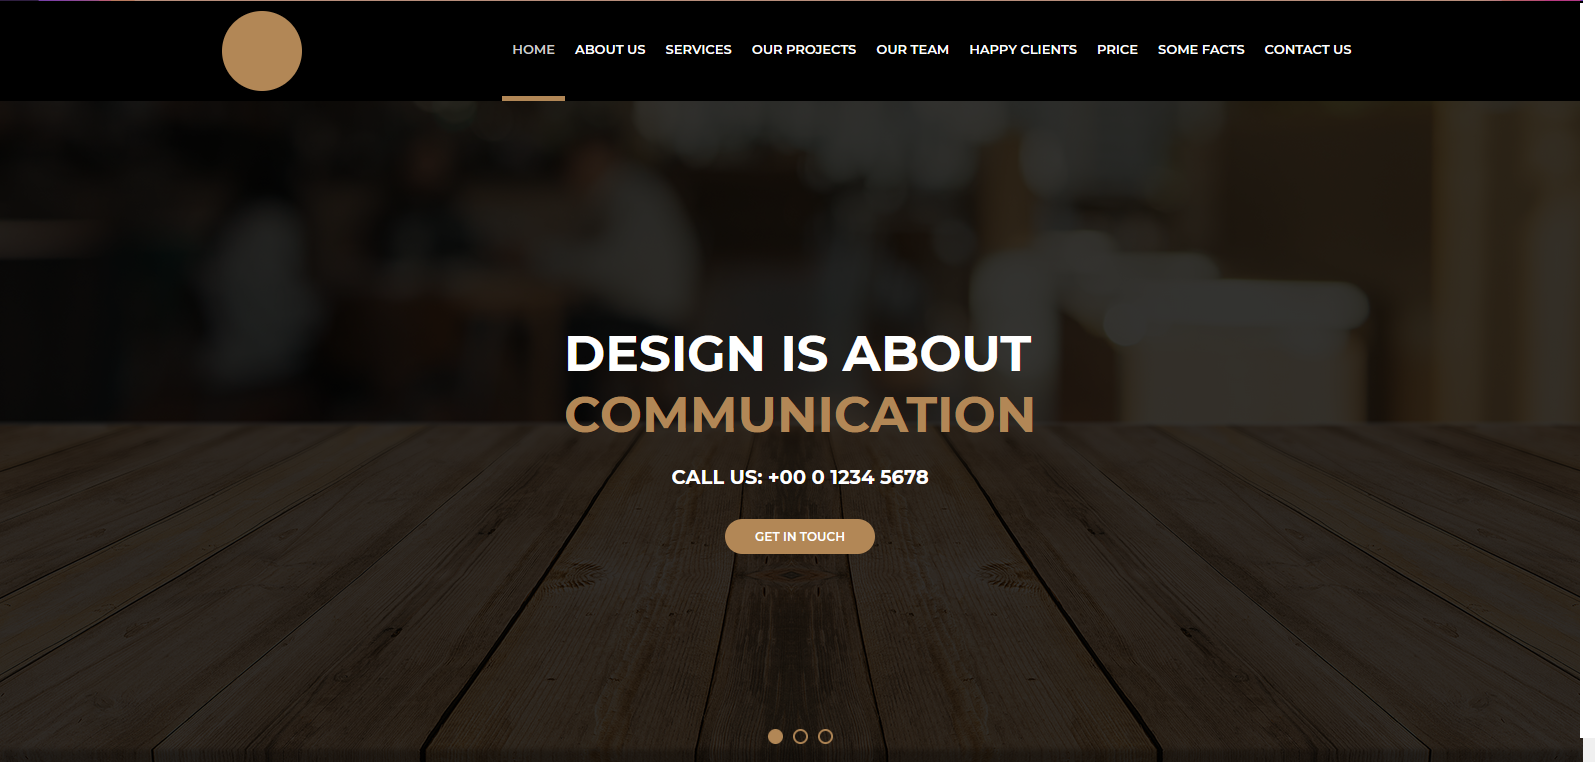 HOME ABOUT US SERVICES OUR PROJECTS OUR TEAM HAPPY CLIENTS PRICE SOME FACTS CONTACT US
DESIGN IS ABOUT
COMMUNICATION
CALL US: +00 0 1234 5678
GET IN TOUCH